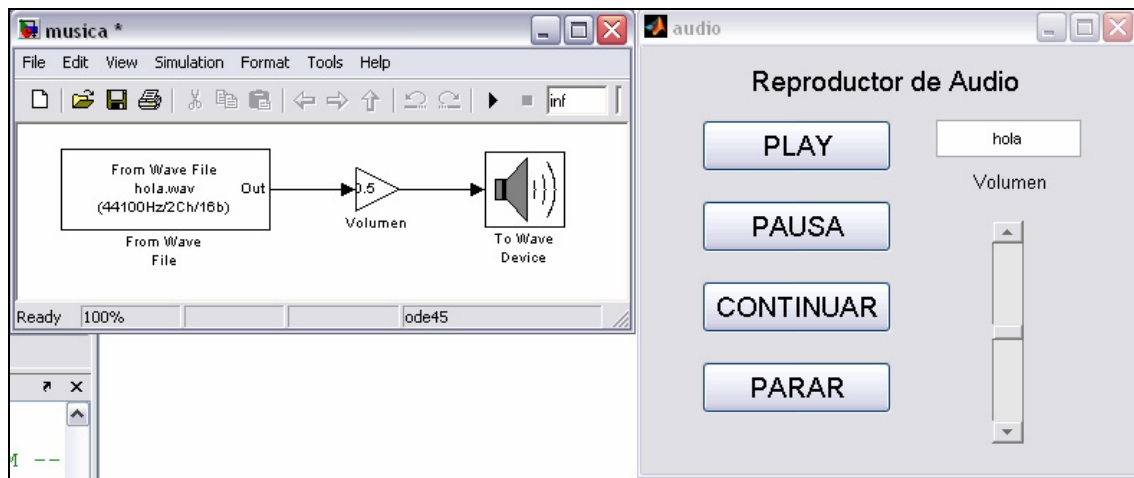 musica *
File Edit View Simulation Format Tools Help
inf
From Wave File
hola.wav
(44100Hz/2Ch/16b)
Out
From Wave
File
0.5
Volumen
To Wave
Device
Ready 100% ode45
audio
Reproductor de Audio
PLAY
hola
Volumen
PAUSA
CONTINUAR
PARAR